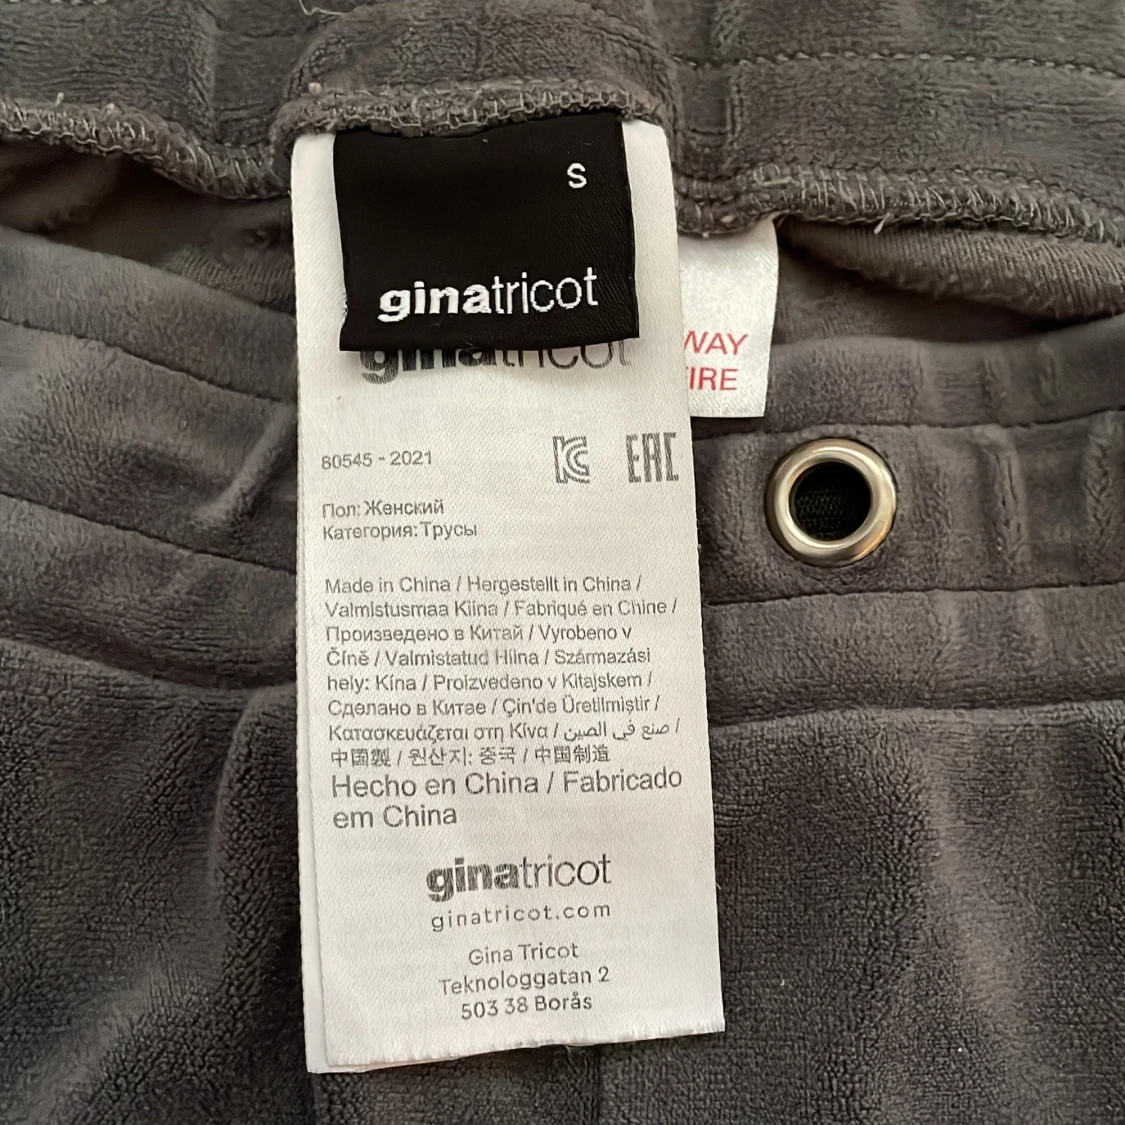 S
ginatricot
ginatricot
WAY
FIRE
80545 - 2021
EAC
Пол: Женский
Категория: Трусы
Made in China / Hergestellt in China /
Valmistusmaa Kiina / Fabriqué en Chine /
Произведено в Китай / Vyrobeno v
Číně / Valmistatud Hiina / Származási
hely: Kína / Proizvedeno v Kitajskem /
Сделано в Китае / Çin'de Üretilmiştir /
Κατασκευάζεται στη Κίνα / صنع في الصين /
中国製 / 원산지: 중국 / 中国制造
Hecho en China / Fabricado
em China
ginatricot
ginatricot.com
Gina Tricot
Teknologgatan 2
503 38 Borås